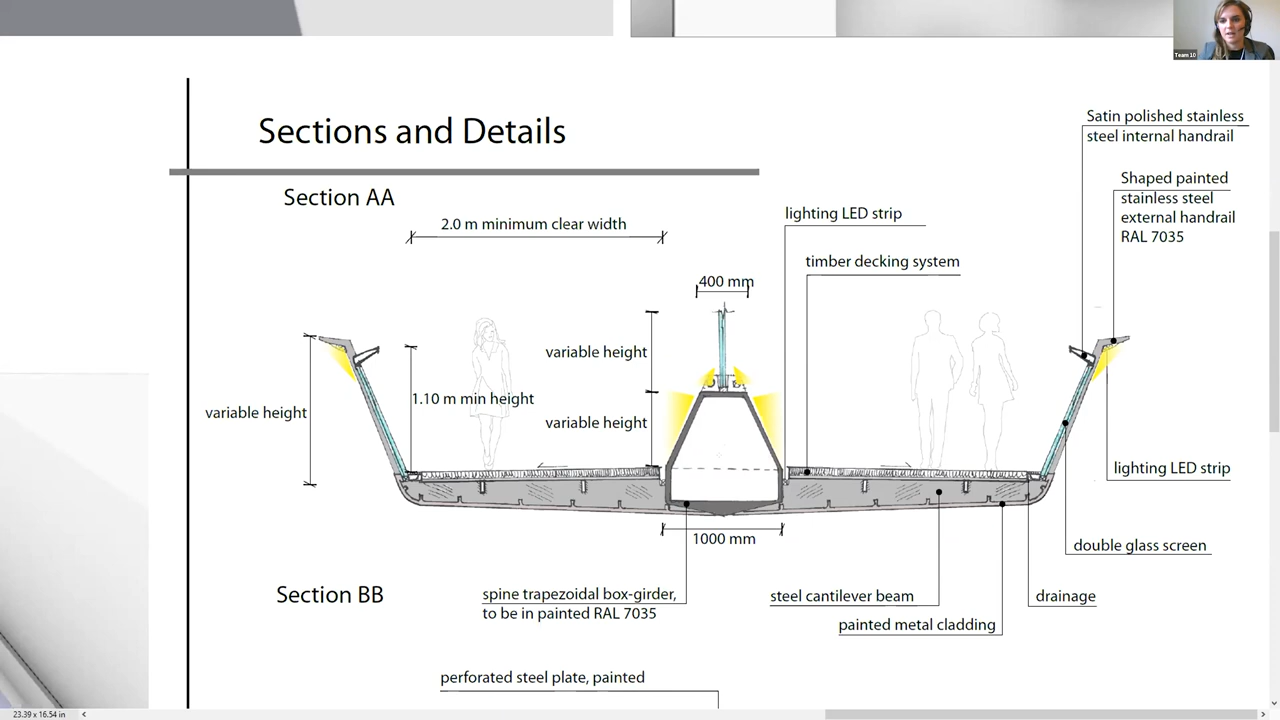 Team 10
Sections and Details
Section AA
2.0 m minimum clear width
400 mm
variable height
variable height
1.10 m min height
variable height
lighting LED strip
timber decking system
Satin polished stainless
steel internal handrail
Shaped painted
stainless steel
external handrail
RAL 7035
lighting LED strip
double glass screen
1000 mm
spine trapezoidal box-girder,
to be in painted RAL 7035
steel cantilever beam
painted metal cladding
drainage
Section BB
perforated steel plate, painted
23.39 x 16.54 in